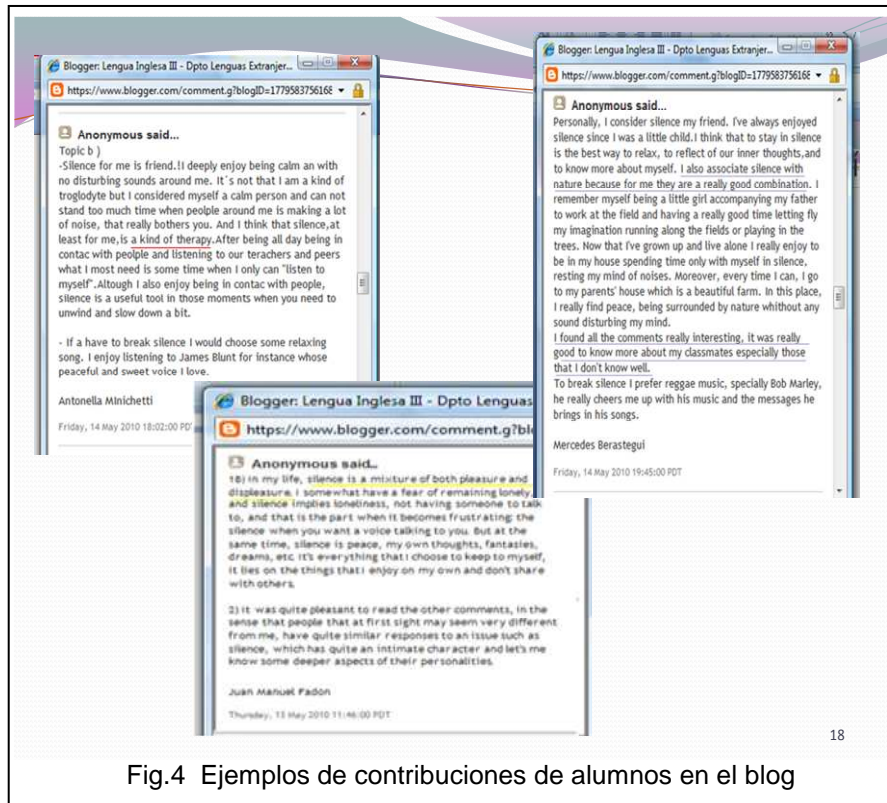 Blogger: Lengua Inglesa III - Dpto Lenguas Extranjer...
https://www.blogger.com/comment.g?blogID=177958375616
Anonymous said...
Topic b )
-Silence for me is friend.!I deeply enjoy being calm an with
no disturbing sounds around me. It´s not that I am a kind of
troglodyte but I considered myself a calm person and can not
stand too much time when peolple around me is making a lot
of noise, that really bothers you. And I think that silence,at
least for me,is a kind of therapy.After being all day being in
contac with peolple and listening to our terachers and peers
what I most need is some time when I only can "listen to
myself".Altough I also enjoy being in contac with people,
silence is a useful tool in those moments when you need to
unwind and slow down a bit.
- If a have to break silence I would choose some relaxing
song. I enjoy listening to James Blunt for instance whose
peaceful and sweet voice I love.
Antonella MInichetti
Friday, 14 May 2010 18:02:00 PDT
Blogger: Lengua Inglesa III - Dpto Lenguas Extranjer...
https://www.blogger.com/comment.g?blogID=177958375616
Anonymous said...
Personally, I consider silence my friend. I've always enjoyed
silence since I was a little child.I think that to stay in silence
is the best way to relax, to reflect of our inner thoughts,and
to know more about myself. I also associate silence with
nature because for me they are a really good combination. I
remember myself being a little girl accompanying my father
to work at the field and having a really good time letting fly
my imagination running along the fields or playing in the
trees. Now that I've grown up and live alone I really enjoy to
be in my house spending time only with myself in silence,
resting my mind of noises. Moreover, every time I can, I go
to my parents' house which is a beautiful farm. In this place,
I really find peace, being surrounded by nature whithout any
sound disturbing my mind.
I found all the comments really interesting, it was really
good to know more about my classmates especially those
that I don't know well.
To break silence I prefer reggae music, specially Bob Marley,
he really cheers me up with his music and the messages he
brings in his songs.
Mercedes Berastegui
Friday, 14 May 2010 19:45:00 PDT
Blogger: Lengua Inglesa III - Dpto Lenguas
https://www.blogger.com/comment.g?bl
Anonymous said...
in my life, silence is a mixture of both pleasure and
displeasure. I somewhat have a fear of remaining lonely,
and silence implies loneliness, not having someone to talk
to, and that is the part when it becomes frustrating: the
silence when you want a voice talking to you. But at the
same time, silence is peace, my own thoughts, fantasies,
dreams, etc. It's everything that I choose to keep to myself,
it lies on the things that I enjoy on my own and don't share
with others.
2) it was quite pleasant to read the other comments, in the
sense that people that at first sight may seem very different
from me, have quite similar responses to an issue such as
silence, which has quite an intimate character and let's me
know some deeper aspects of their personalities.
Juan Manuel Fadon
Thursday, 13 May 2010 11:46:00 PDT
18
Fig.4 Ejemplos de contribuciones de alumnos en el blog